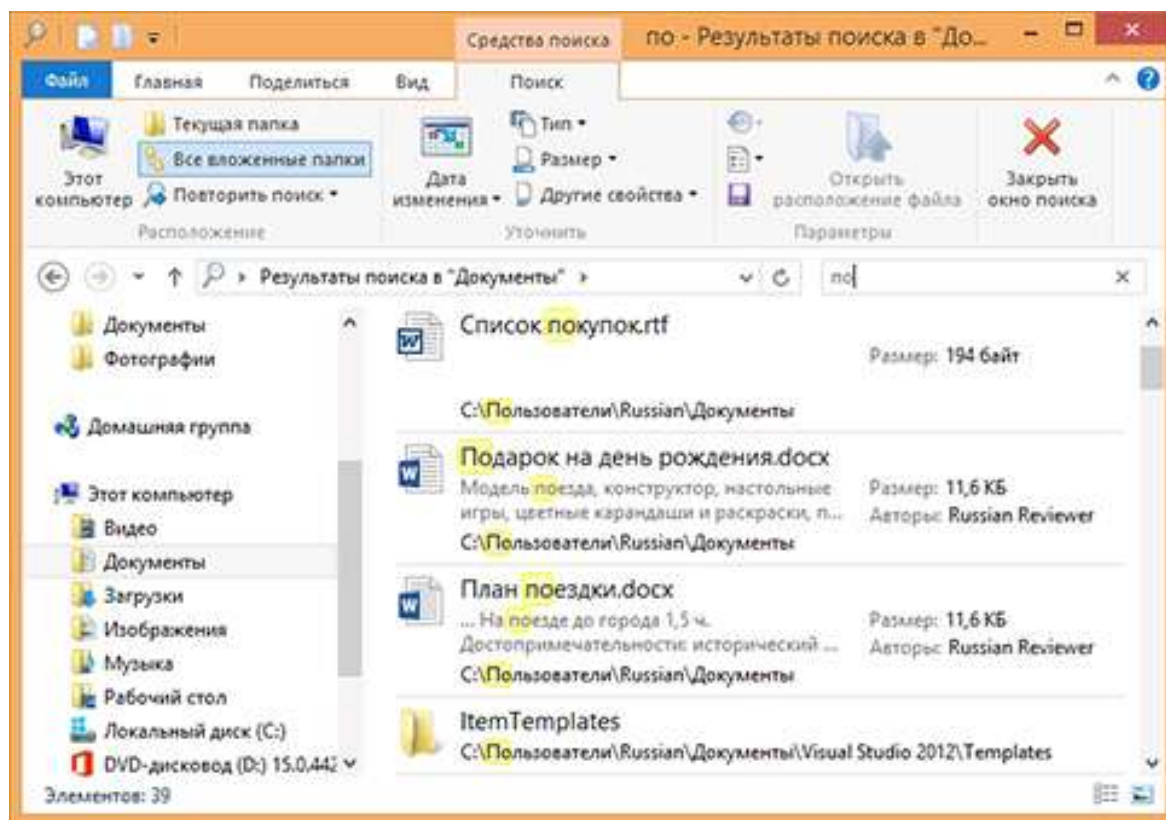 Средства поиска
по - Результаты поиска в "До...
Файл Главная Поделиться Вид Поиск
Этот компьютер
Текущая папка
Все вложенные папки
Повторить поиск
Расположение
Дата изменения
Тип
Размер
Другие свойства
Уточнить
Открыть расположение файла
Параметры
Закрыть окно поиска
Результаты поиска в "Документы"
по
Документы
Фотографии
Домашняя группа
Этот компьютер
Видео
Документы
Загрузки
Изображения
Музыка
Рабочий стол
Локальный диск (C:)
DVD-дисковод (D:) 15.0.442
Список покупок.rtf
Размер: 194 байт
C:\Пользователи\Russian\Документы
Подарок на день рождения.docx
Модель поезда, конструктор, настольные
игры, цветные карандаши и раскраски, п...
Размер: 11,6 КБ
Авторы: Russian Reviewer
C:\Пользователи\Russian\Документы
План поездки.docx
... На поезде до города 1,5 ч.
Достопримечательности: исторический ...
Размер: 11,6 КБ
Авторы: Russian Reviewer
C:\Пользователи\Russian\Документы
ItemTemplates
C:\Пользователи\Russian\Документы\Visual Studio 2012\Templates
Элементов: 39